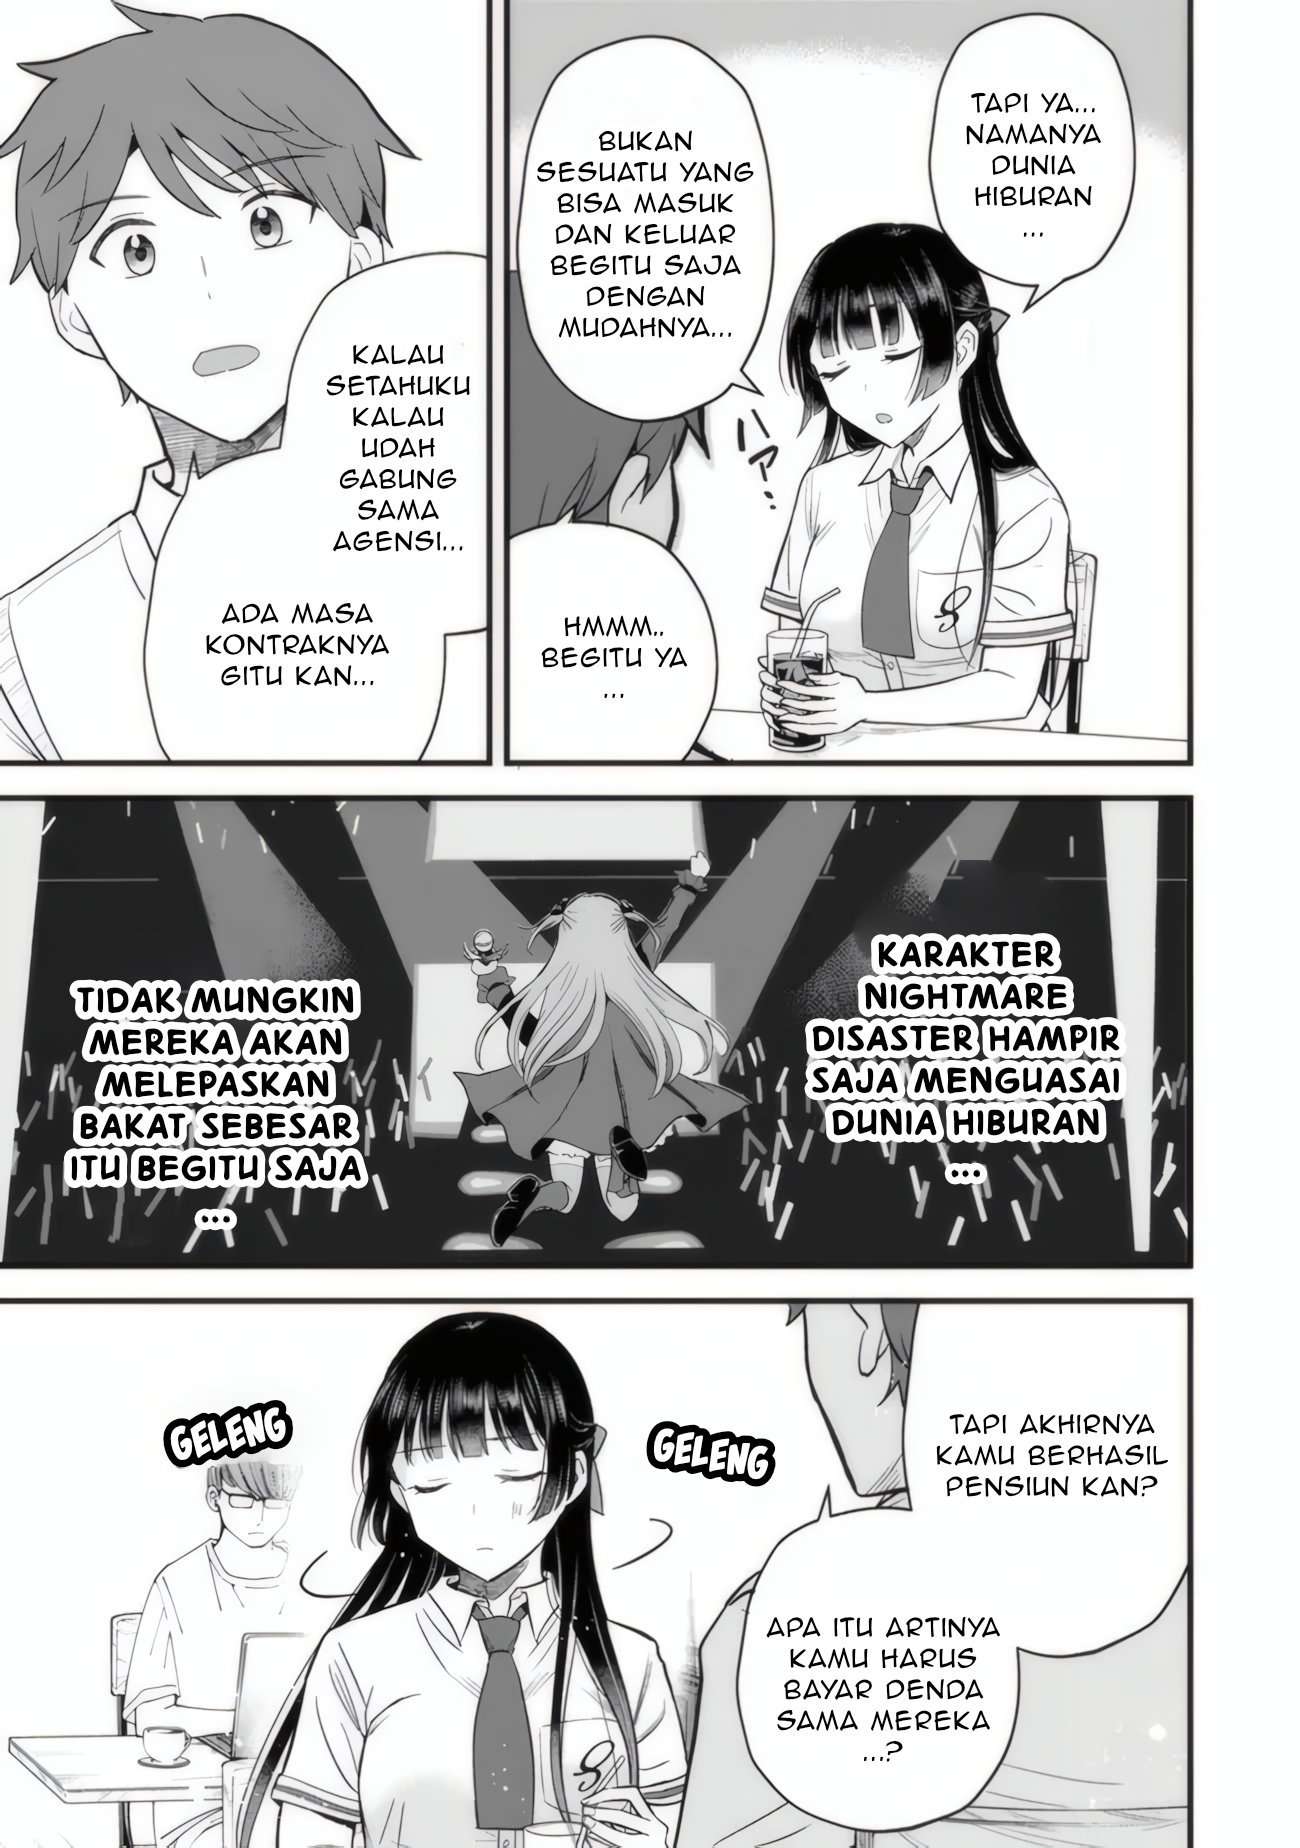 TAPI YA...
NAMANYA
DUNIA
HIBURAN
...
BUKAN
SESUATU YANG
BISA MASUK
DAN KELUAR
BEGITU SAJA
DENGAN
MUDAHNYA...
ハァ...
HMMM..
BEGITU YA
...
KALAU
SETAHUKU
KALAU
UDAH
GABUNG
SAMA
AGENSI...
ADA MASA
KONTRAKNYA
GITU KAN...
KARAKTER
NIGHTMARE
DISASTER HAMPIR
SAJA MENGUASAI
DUNIA HIBURAN
...
TIDAK MUNGKIN
MEREKA AKAN
MELEPASKAN
BAKAT SEBESAR
ITU BEGITU SAJA
...
TAPI AKHIRNYA
KAMU BERHASIL
PENSIUN KAN?
APA ITU ARTINYA
KAMU HARUS
BAYAR DENDA
SAMA MEREKA
...?
GELENG
GELENG